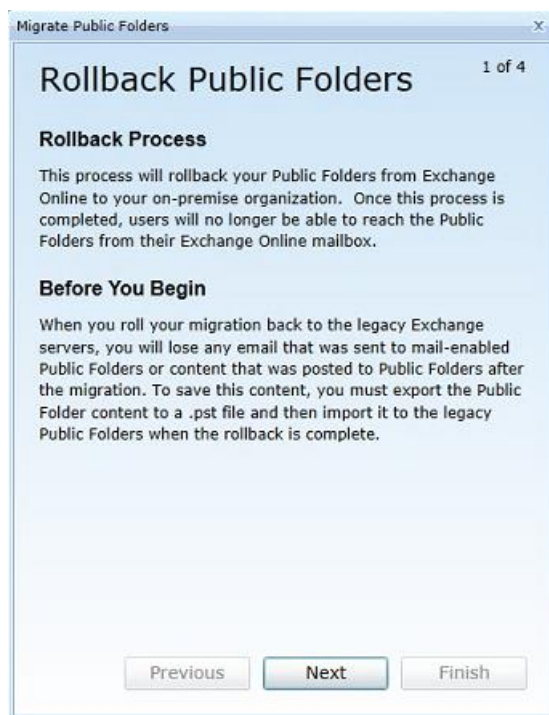 Migrate Public Folders
x
Rollback Public Folders
1 of 4
Rollback Process
This process will rollback your Public Folders from Exchange
Online to your on-premise organization. Once this process is
completed, users will no longer be able to reach the Public
Folders from their Exchange Online mailbox.
Before You Begin
When you roll your migration back to the legacy Exchange
servers, you will lose any email that was sent to mail-enabled
Public Folders or content that was posted to Public Folders after
the migration. To save this content, you must export the Public
Folder content to a .pst file and then import it to the legacy
Public Folders when the rollback is complete.
Previous
Next
Finish